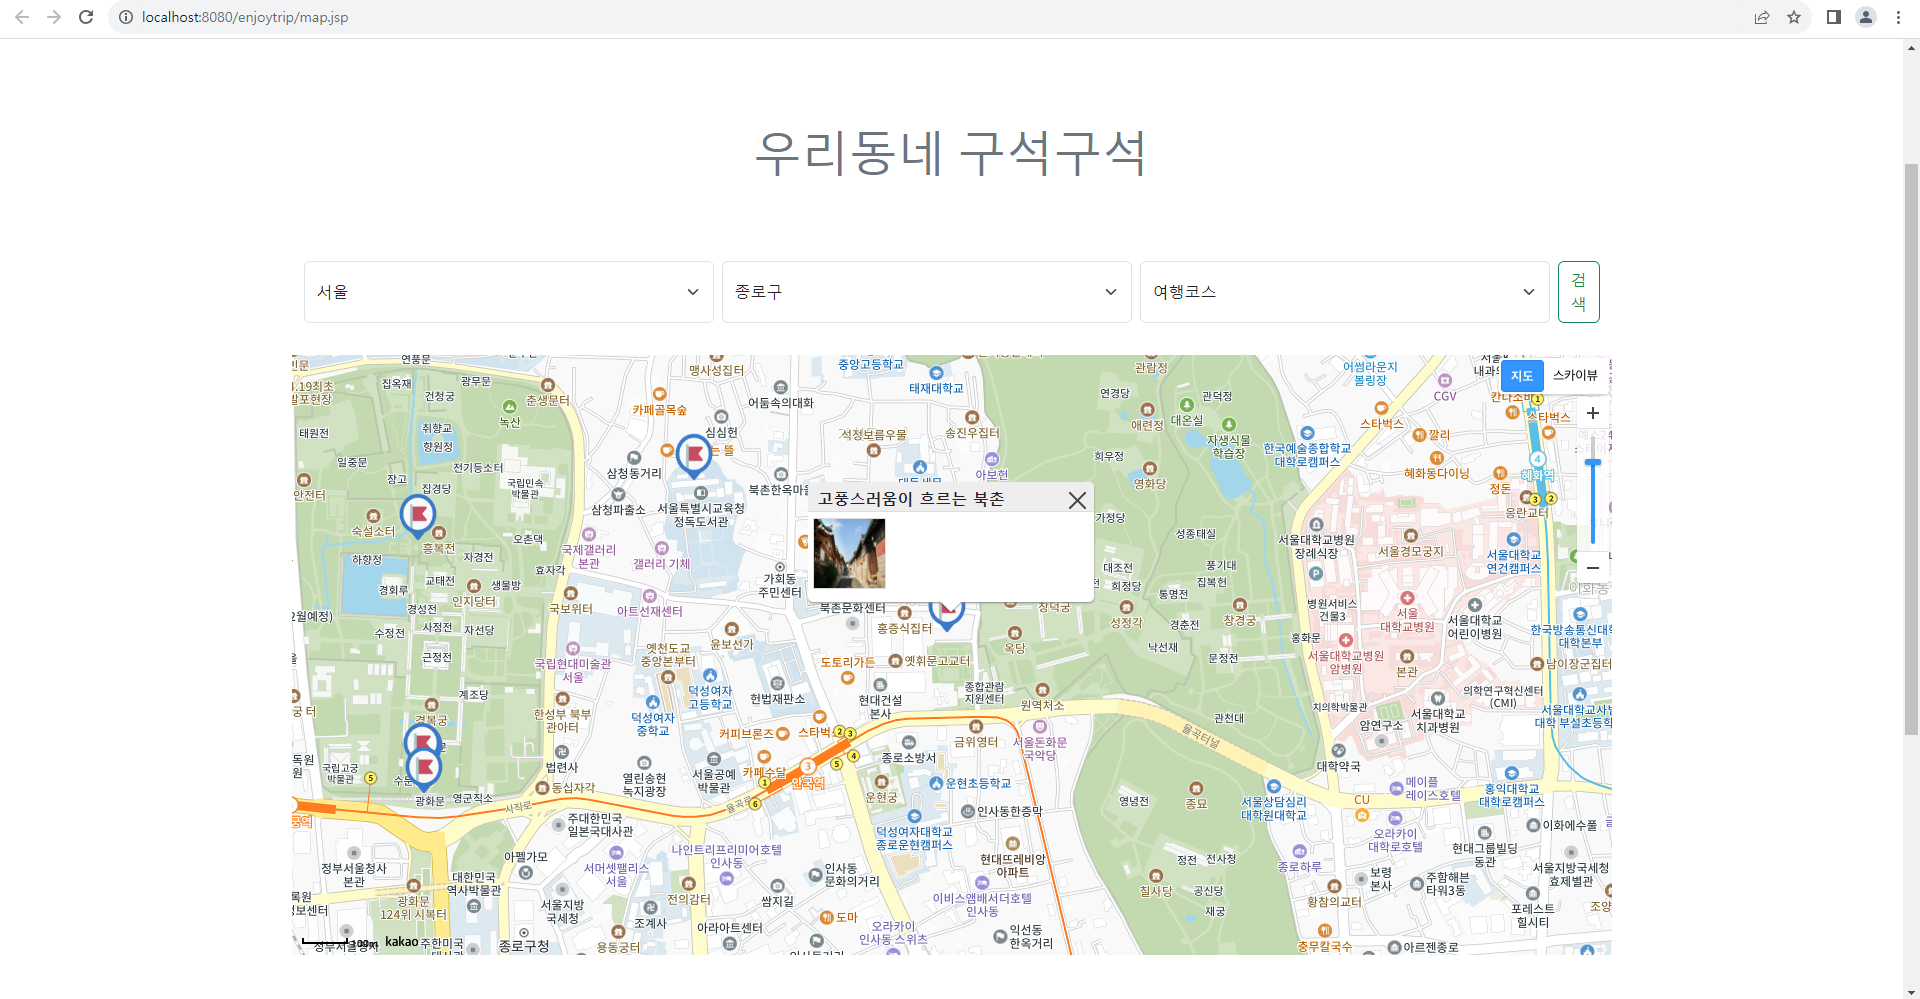 localhost:8080/enjoytrip/map.jsp
우리동네 구석구석
서울
종로구
여행코스
검
색
지도
스카이뷰
연풍문
집옥재
광무문
건청궁
춘생문터
녹산
태원전
취향교
향원정
일중문
장고
전기등소터
집경당
국립민속
박물관
숙설소터
흥복전
하향정
자경전
오촌댁
효자각
교태전
경회루
인지당터
생물방
경성전
국보위터
수정전
사정전
자선당
근정전
계조당
경복궁
국립고궁
박물관
광화문
영군직소
사직로
동십자각
맹사성집터
카페골목숲
어둠속의대화
심심헌
삼청동거리
삼청파출소
서울특별시교육청
정독도서관
국제갤러리
본관
갤러리 기체
아트선재센터
가회동
주민센터
윤보선가
옛천도교
중앙본부터
국립현대미술관
서울
덕성여자
고등학교
헌법재판소
한성부 북부
관아터
덕성여자
중학교
커피브론즈
법련사
열린송현
녹지광장
서울공예
박물관
카페수달
안국역
중앙고등학교
태재대학교
석정보름우물
송진우집터
아보헌
고풍스러움이 흐르는 북촌
북촌문화센터
홍증식집터
도토리가든
옛휘문고교터
현대건설
본사
종합관람
지원센터
원역처소
금위영터
서울돈화문
국악당
종로소방서
운현초등학교
운현궁
인사동한증막
덕성여자대학교
종로운현캠퍼스
현대뜨레비앙
아파트
관람정
연경당
관덕정
애련정
대온실
자생식물
학습장
희우정
영화당
가정당
성종태실
대조전
풍기대
희정당
집복헌
통명전
창덕궁
성정각
경춘전
창경궁
옥당
낙선재
문정전
홍화문
관천대
율곡터널
영녕전
종묘
정전
전사청
칠사당
공신당
재궁
서울상담심리
대학원대학교
어썸라운지
볼링장
CGV
스타벅스
스타벅스
깔리
한국예술종합학교
대학로캠퍼스
혜화동다이닝
정돈
혜화역
응란교터
서울대학교병원
장례식장
서울경모궁지
서울대학교
연건캠퍼스
병원서비스
건물3
서울
대학교병원
서울대학교
어린이병원
한국방송통신대학
대학본부
서울대학교병원
암병원
본관
남이장군집터
의학연구혁신센터
(CMI)
치의학박물관
암연구소
서울대학교
치과병원
대학약국
메이플
레이스호텔
홍익대학교
대학로캠퍼스
CU
오라카이
대학로호텔
이화에수풀
현대그룹빌딩
동관
서울지방국세청
효제별관
종로하루
보령
본사
주함해븐
타워3동
황참의교터
포레스트
힐시티
충무칼국수
아르젠종로
주대한민국
일본국대사관
아펠가모
정부서울청사
본관
대한민국
역사박물관
광화문
124위 시복터
서머셋팰리스
서울
나인트리프리미어호텔
인사동
서울지방
국세청
전의감터
쌈지길
인사동
문화의거리
조계사
종로구청
용동궁터
아라아트센터
도마
오라카이
인사동 스위츠
이비스앰배서더호텔
인사동
익선동
한옥거리
100m
kakao